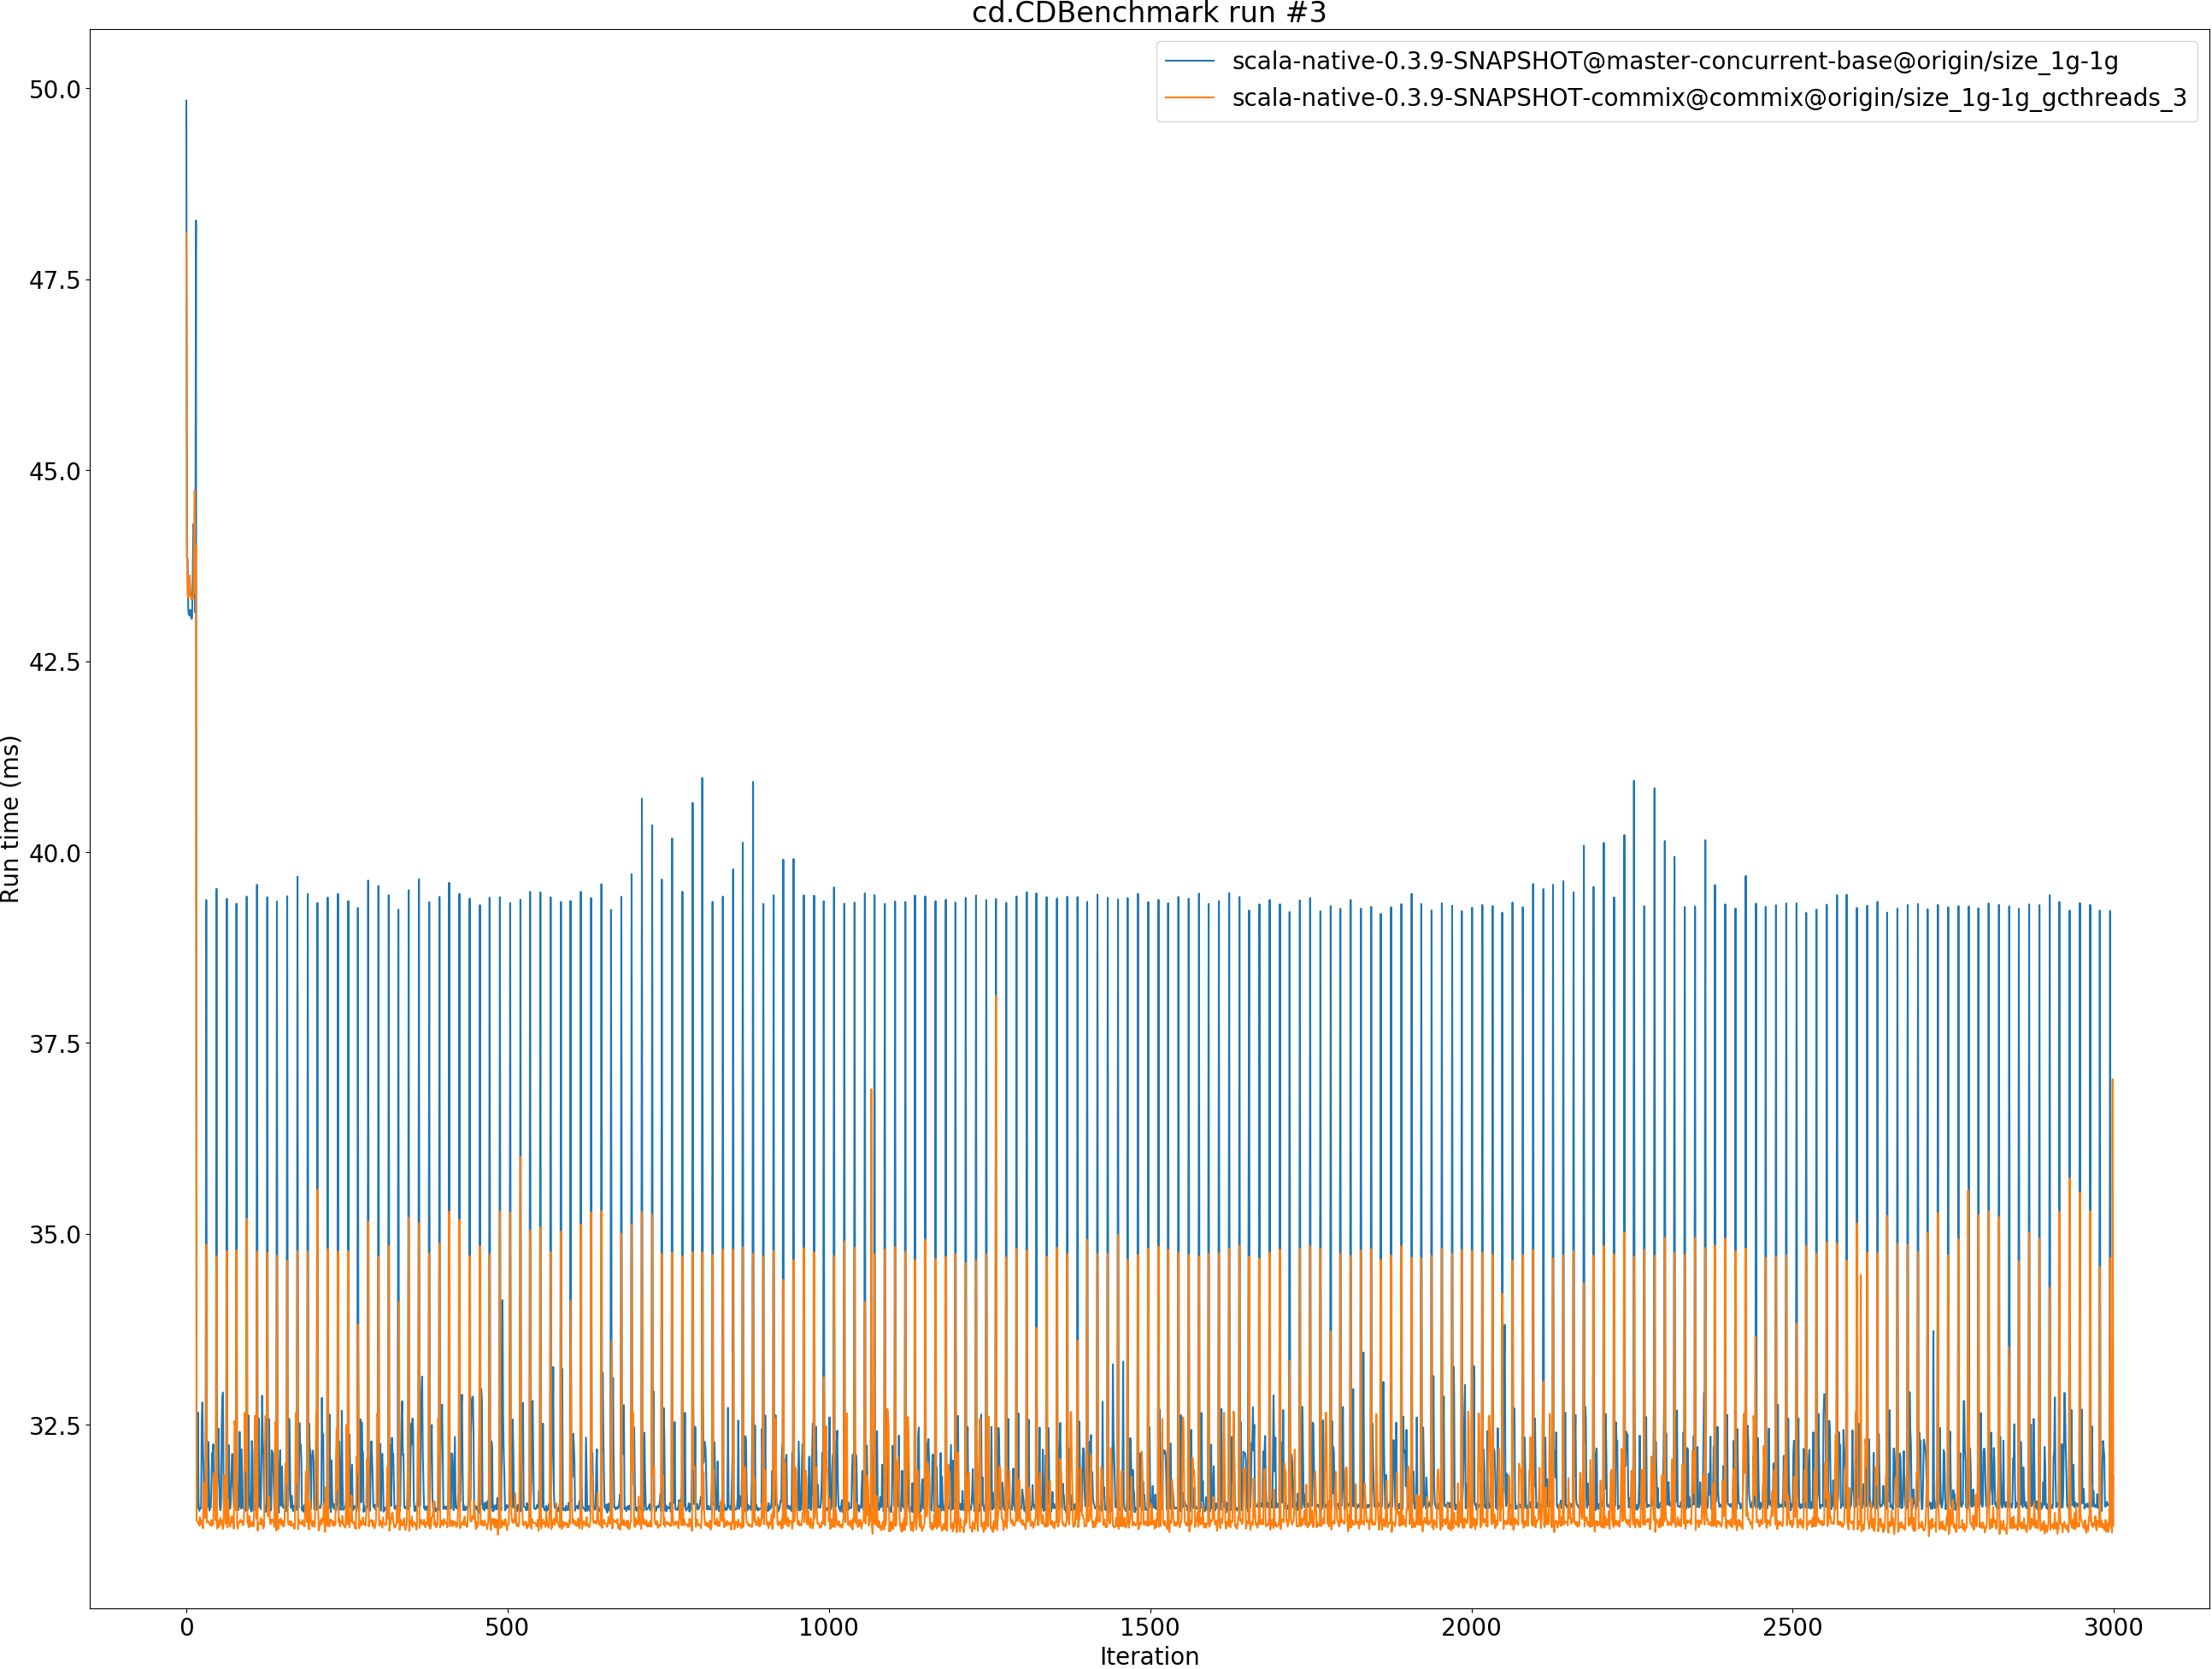 cd.CDBenchmark run #3
scala-native-0.3.9-SNAPSHOT@master-concurrent-base@origin/size_1g-1g
scala-native-0.3.9-SNAPSHOT-commix@commix@origin/size_1g-1g_gcthreads_3
50.0
47.5
45.0
42.5
40.0
37.5
35.0
32.5
Run time (ms)
0 500 1000 1500 2000 2500 3000
Iteration